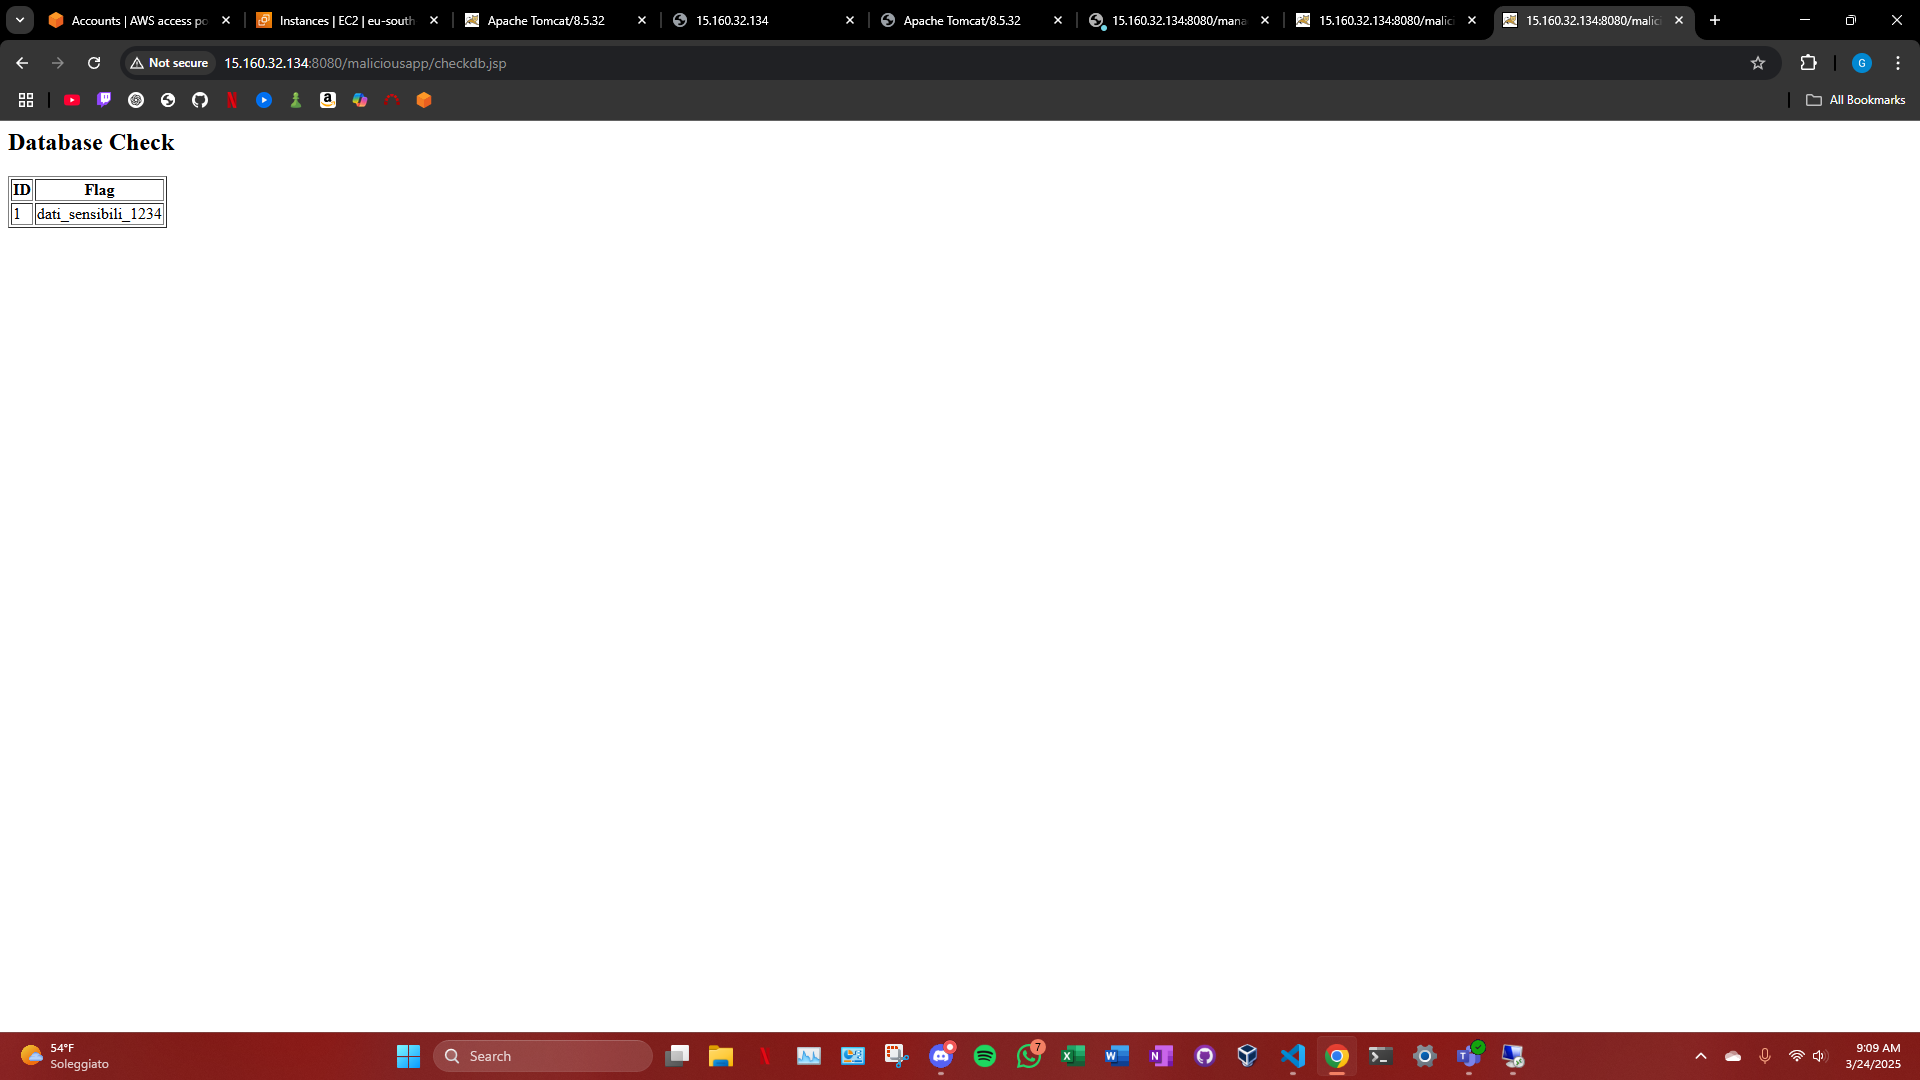 Accounts | AWS access po
Instances | EC2 | eu-south
Apache Tomcat/8.5.32
15.160.32.134
Apache Tomcat/8.5.32
15.160.32.134:8080/mana
15.160.32.134:8080/malici
15.160.32.134:8080/malici
Not secure
15.160.32.134:8080/maliciousapp/checkdb.jsp
G
All Bookmarks
Database Check
ID Flag
1 dati_sensibili_1234
54°F
Soleggiato
Search
7
9:09 AM
3/24/2025